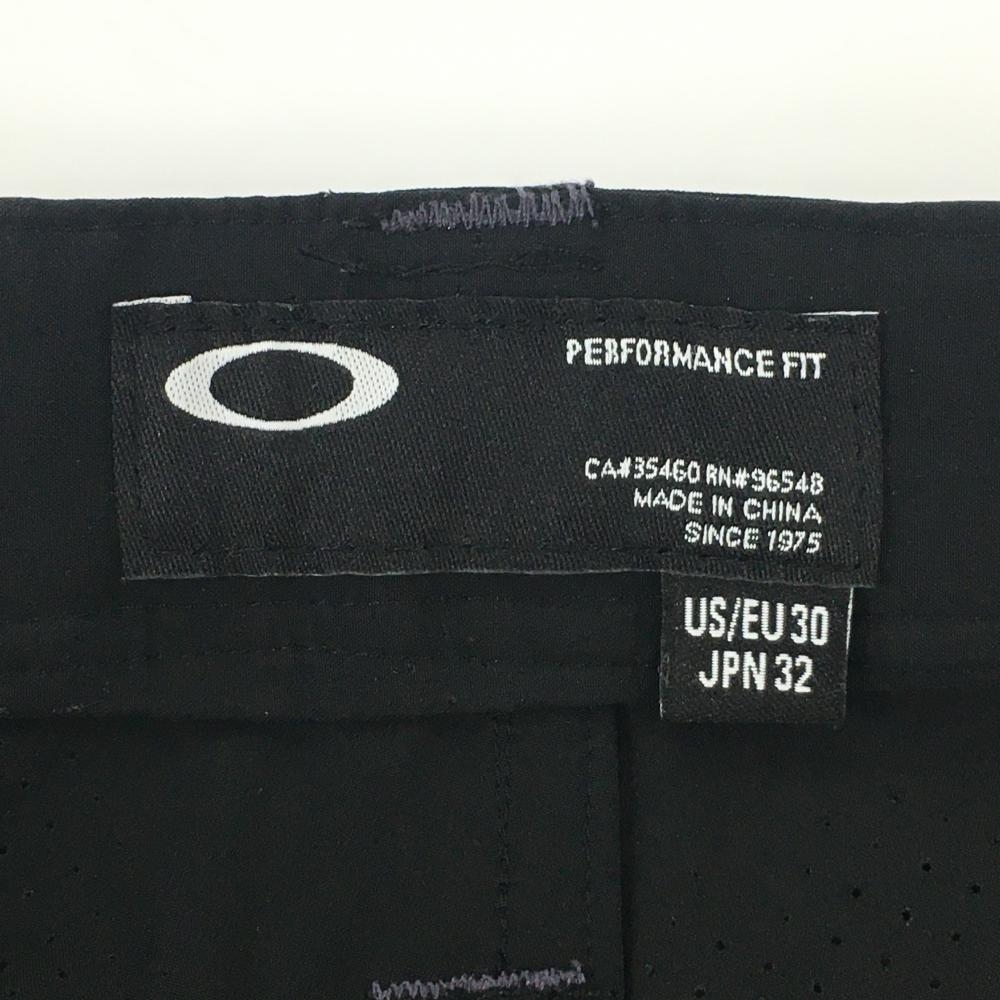 PERFORMANCE FIT
CA#35460 RN#96548
MADE IN CHINA
SINCE 1975
US/EU 30
JPN 32